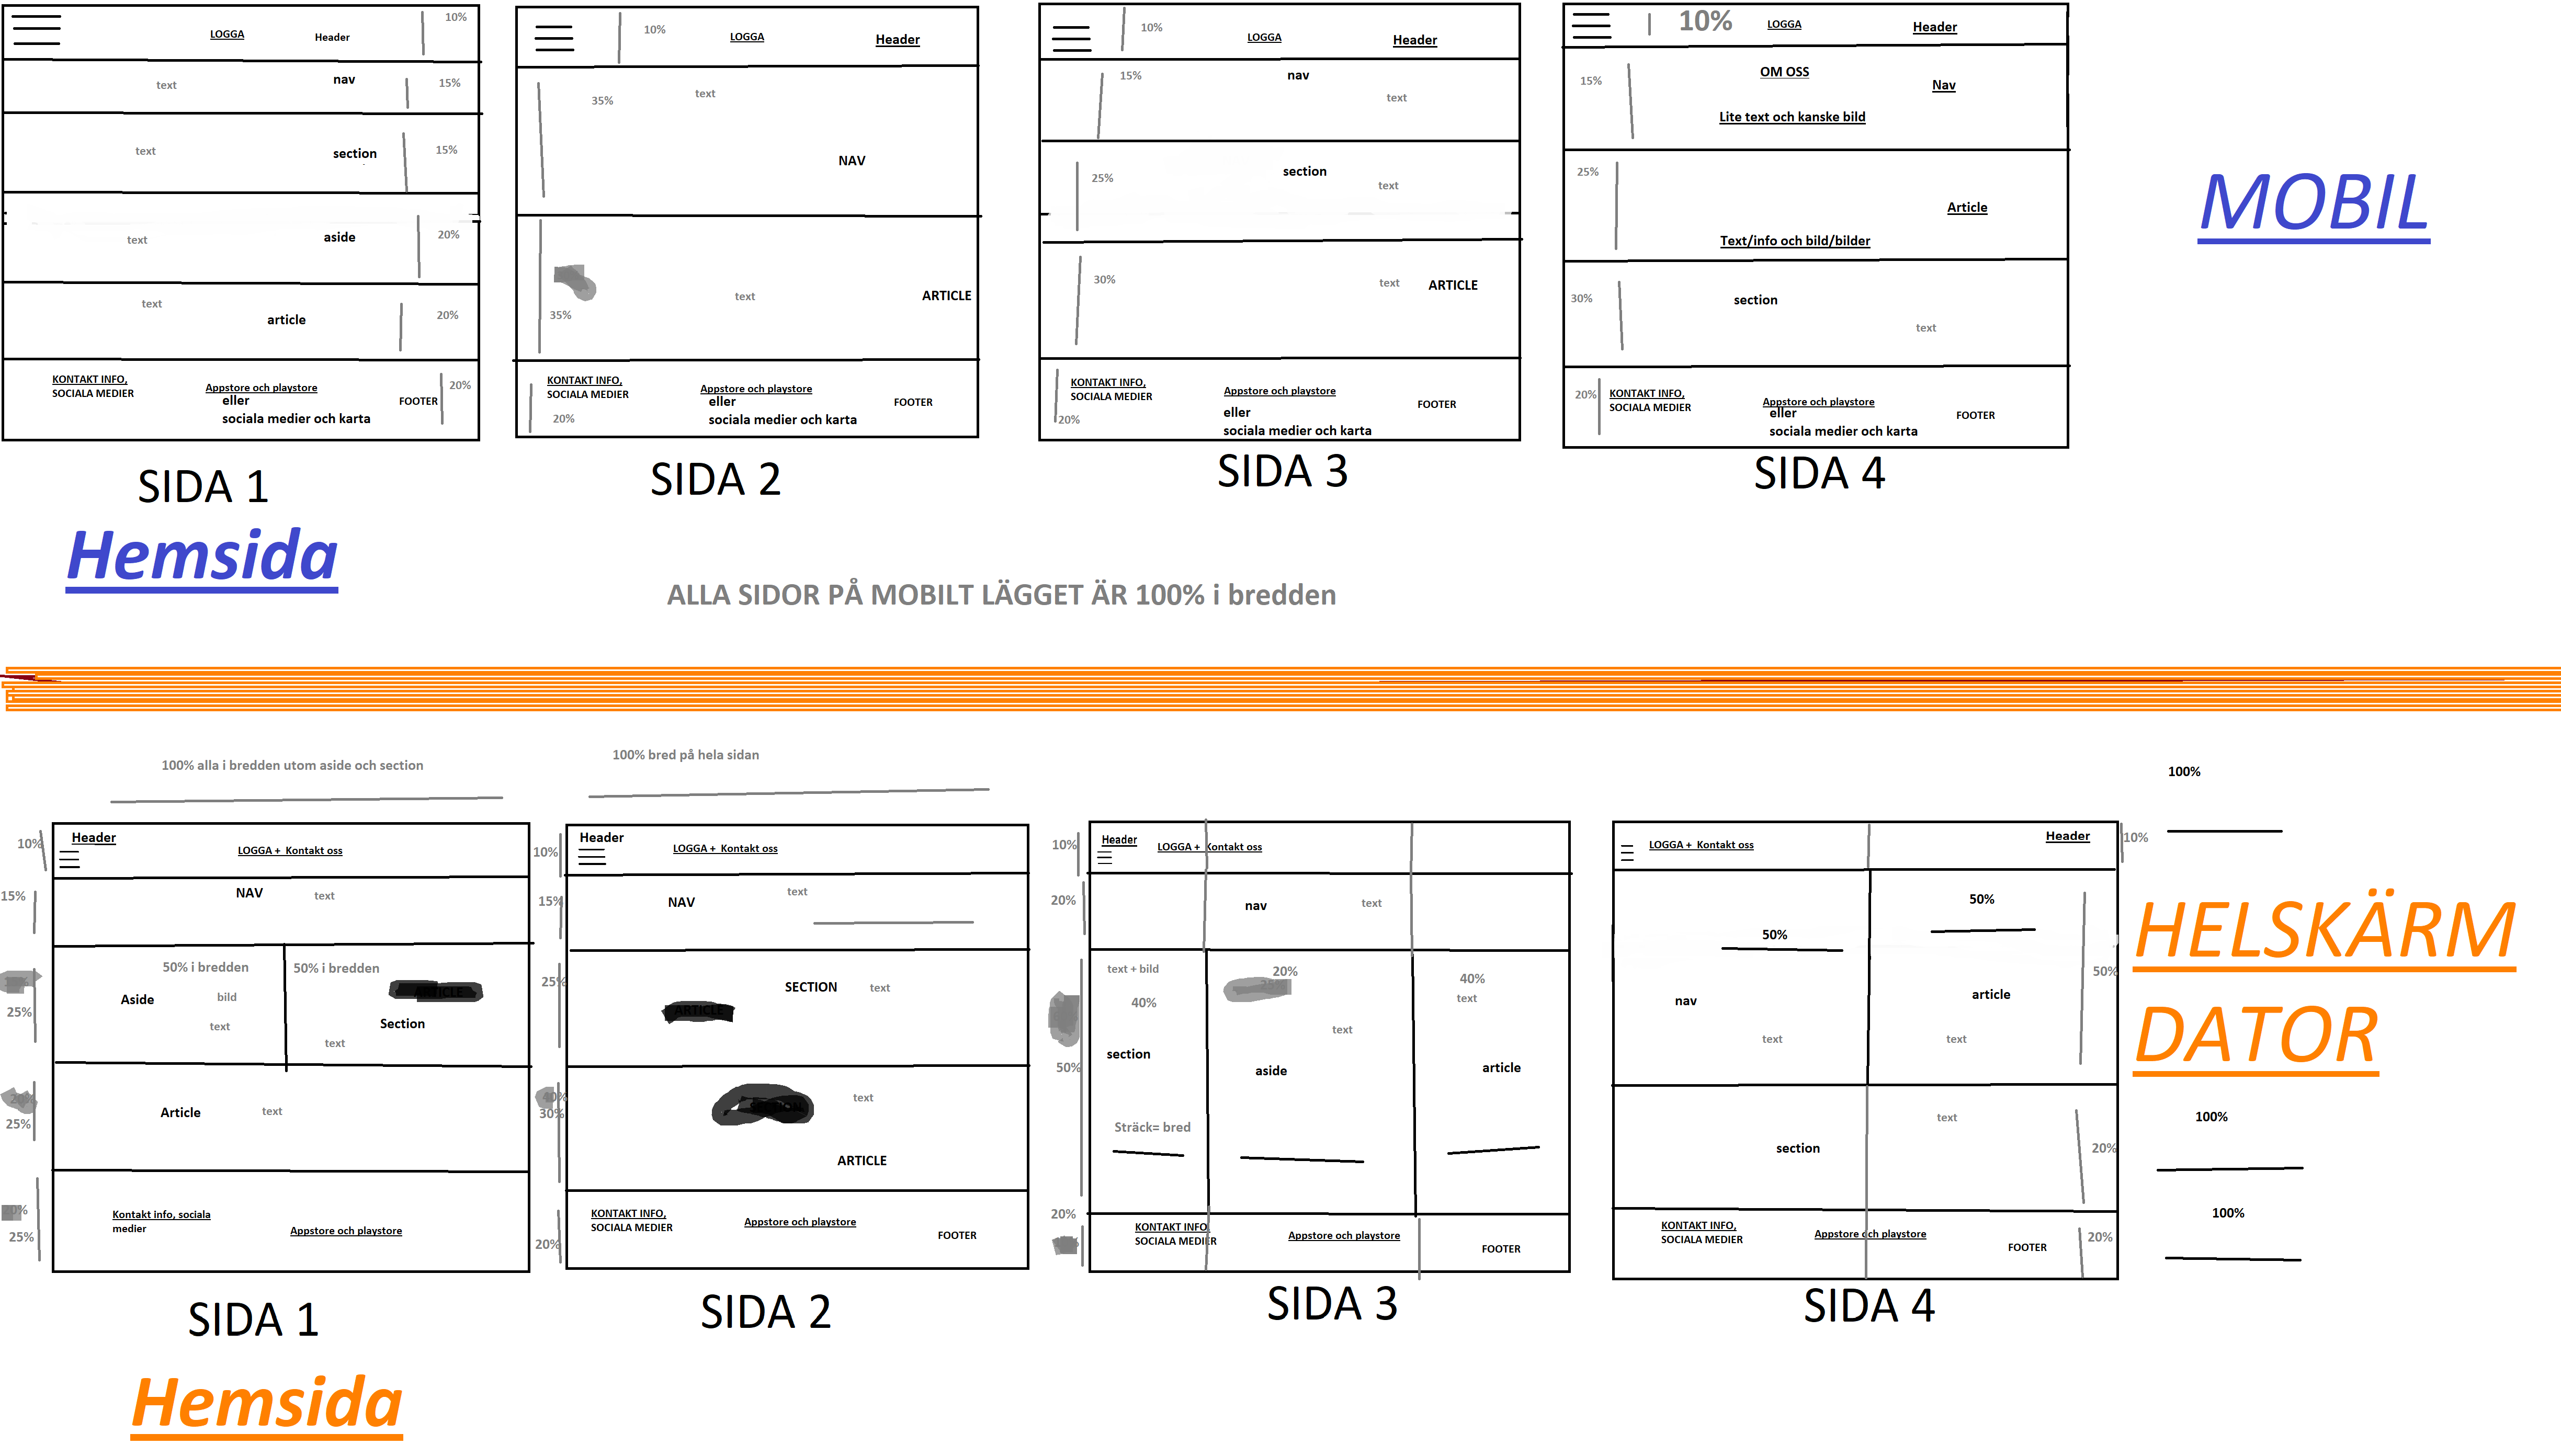 10%
LOGGA
Header
nav
text
15%
text
section
15%
text
aside
20%
text
article
20%
KONTAKT INFO,
SOCIALA MEDIER
Appstore och playstore
eller
sociala medier och karta
FOOTER
20%
SIDA 1
Hemsida
10%
LOGGA
Header
35%
text
NAV
text
ARTICLE
35%
KONTAKT INFO,
SOCIALA MEDIER
20%
Appstore och playstore
eller
sociala medier och karta
FOOTER
SIDA 2
10%
LOGGA
Header
15%
nav
text
25%
section
text
30%
text
ARTICLE
KONTAKT INFO,
SOCIALA MEDIER
20%
Appstore och playstore
eller
sociala medier och karta
FOOTER
SIDA 3
10%
LOGGA
Header
15%
OM OSS
Nav
Lite text och kanske bild
25%
Article
Text/info och bild/bilder
30%
section
text
20%
KONTAKT INFO,
SOCIALA MEDIER
Appstore och playstore
eller
sociala medier och karta
FOOTER
SIDA 4
MOBIL
ALLA SIDOR PÅ MOBILT LÄGGET ÄR 100% i bredden
100% alla i bredden utom aside och section
10%
Header
LOGGA + Kontakt oss
15%
NAV
text
50% i bredden
50% i bredden
Aside
bild
ARTICLE
25%
text
Section
text
25%
Article
text
Kontakt info, sociala
medier
Appstore och playstore
25%
SIDA 1
Hemsida
100% bred på hela sidan
10%
Header
LOGGA + Kontakt oss
15%
NAV
text
25%
SECTION
text
ARTICLE
40%
30%
text
SECTION
ARTICLE
KONTAKT INFO,
SOCIALA MEDIER
Appstore och playstore
FOOTER
20%
SIDA 2
10%
Header
LOGGA + Kontakt oss
20%
nav
text
text + bild
40%
section
20%
text
aside
40%
text
article
50%
Sträck= bred
20%
KONTAKT INFO,
SOCIALA MEDIER
Appstore och playstore
FOOTER
SIDA 3
LOGGA + Kontakt oss
Header
10%
100%
50%
nav
text
50%
article
text
50%
section
text
20%
KONTAKT INFO,
SOCIALA MEDIER
Appstore och playstore
FOOTER
20%
SIDA 4
HELSKÄRM
DATOR
100%
100%